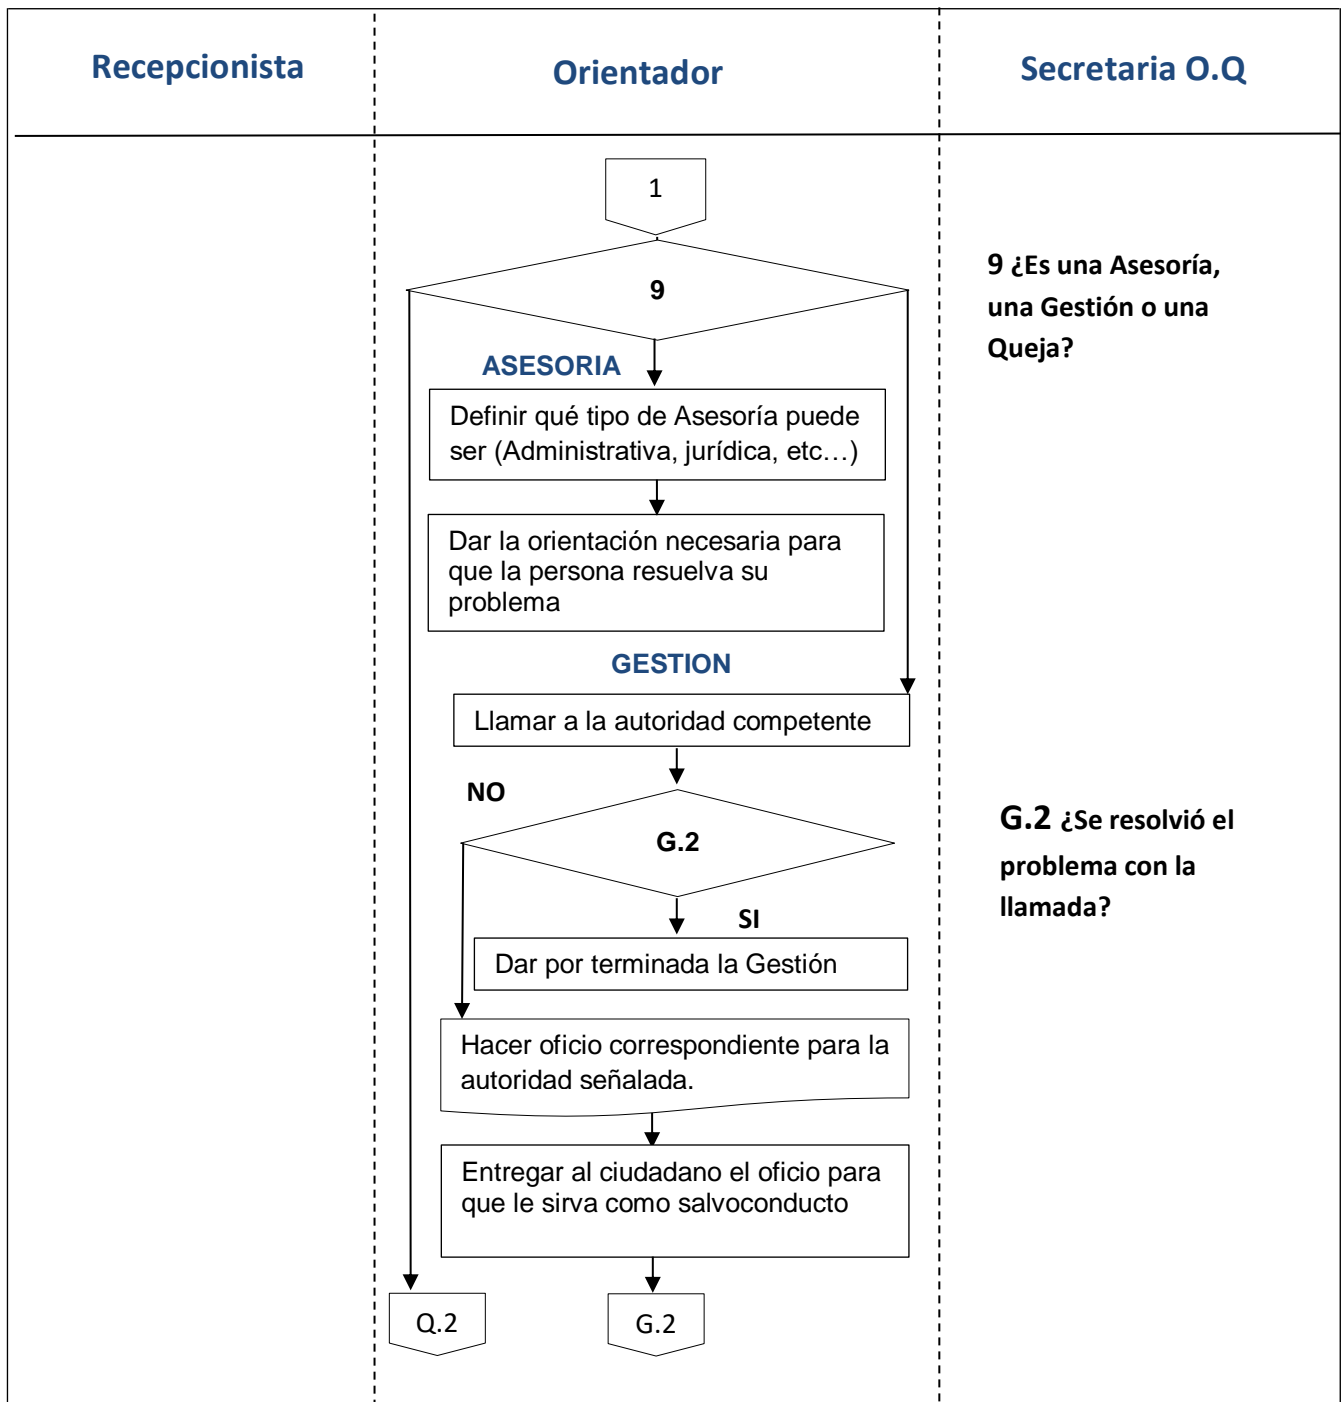 Recepcionista
Orientador
Secretaria O.Q
1
9
9 ¿Es una Asesoría,
una Gestión o una
Queja?
ASESORIA
Definir qué tipo de Asesoría puede
ser (Administrativa, jurídica, etc…)
Dar la orientación necesaria para
que la persona resuelva su
problema
GESTION
Llamar a la autoridad competente
NO
G.2
G.2 ¿Se resolvió el
problema con la
llamada?
SI
Dar por terminada la Gestión
Hacer oficio correspondiente para la
autoridad señalada.
Entregar al ciudadano el oficio para
que le sirva como salvoconducto
Q.2
G.2